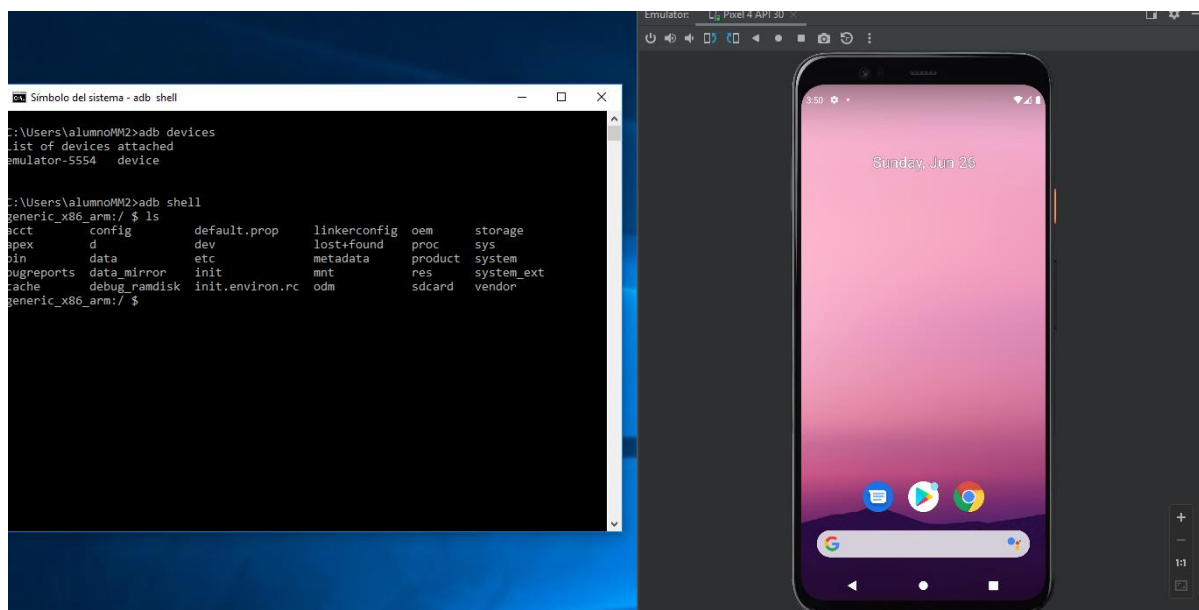 Símbolo del sistema - adb shell
C:\Users\alumnoMM2>adb devices
List of devices attached
emulator-5554 device
C:\Users\alumnoMM2>adb shell
generic_x86_arm:/ $ ls
acct config default.prop linkerconfig oem storage
apex d dev lost+found proc sys
bin data etc metadata product system
bugreports data_mirror init mnt res system_ext
cache debug_ramdisk init.environ.rc odm sdcard vendor
generic_x86_arm:/ $
Emulator: Pixel 4 API 30
3:50
Sunday, Jun 26
1:1